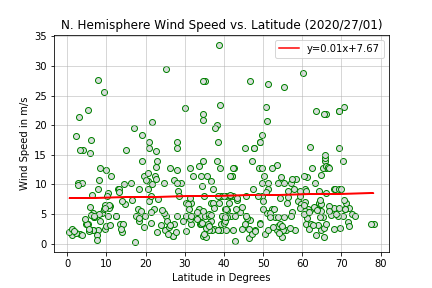 N. Hemisphere Wind Speed vs. Latitude (2020/27/01)
y=0.01x+7.67
Wind Speed in m/s
35
30
25
20
15
10
5
0
0 10 20 30 40 50 60 70 80
Latitude in Degrees